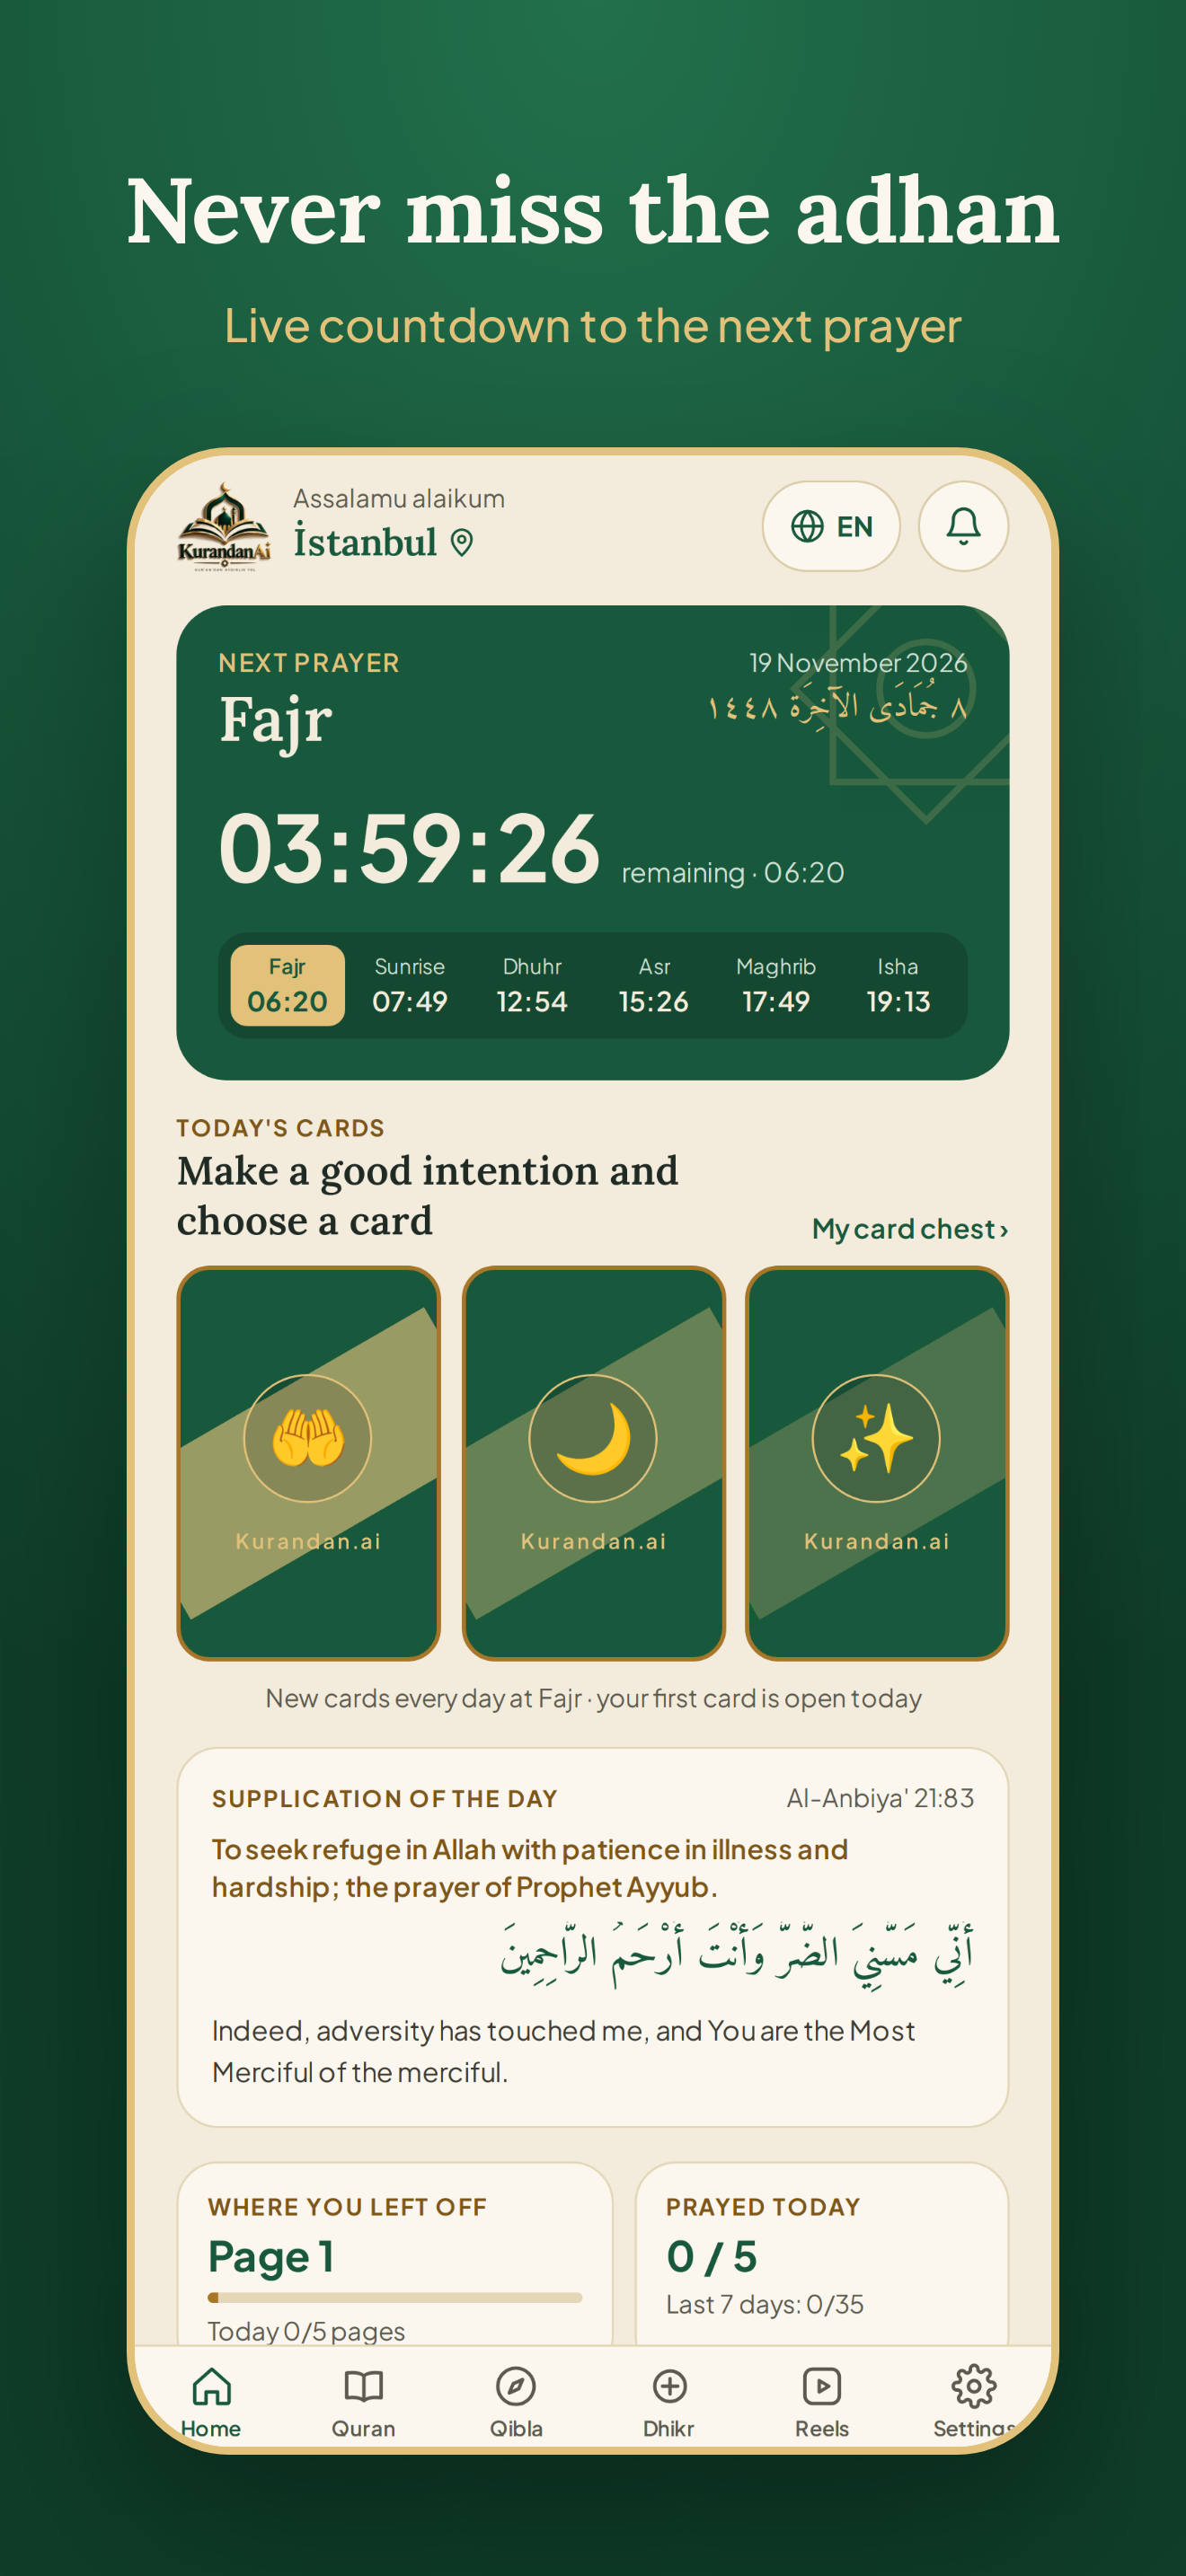 Never miss the adhan
Live countdown to the next prayer
KurandanAi
Assalamu alaikum
İstanbul
EN
NEXT PRAYER
19 November 2026
Fajr
٨ جُمَادَى الآخِرَة ١٤٤٨
03:59:26 remaining · 06:20
Fajr Sunrise Dhuhr Asr Maghrib Isha
06:20 07:49 12:54 15:26 17:49 19:13
TODAY'S CARDS
Make a good intention and
choose a card
My card chest ›
Kurandan.ai Kurandan.ai Kurandan.ai
New cards every day at Fajr · your first card is open today
SUPPLICATION OF THE DAY Al-Anbiya' 21:83
To seek refuge in Allah with patience in illness and
hardship; the prayer of Prophet Ayyub.
أَنِّي مَسَّنِيَ الضُّرُّ وَأَنْتَ أَرْحَمُ الرَّاحِمِينَ
Indeed, adversity has touched me, and You are the Most
Merciful of the merciful.
WHERE YOU LEFT OFF
Page 1
Today 0/5 pages
PRAYED TODAY
0 / 5
Last 7 days: 0/35
Home Quran Qibla Dhikr Reels Settings